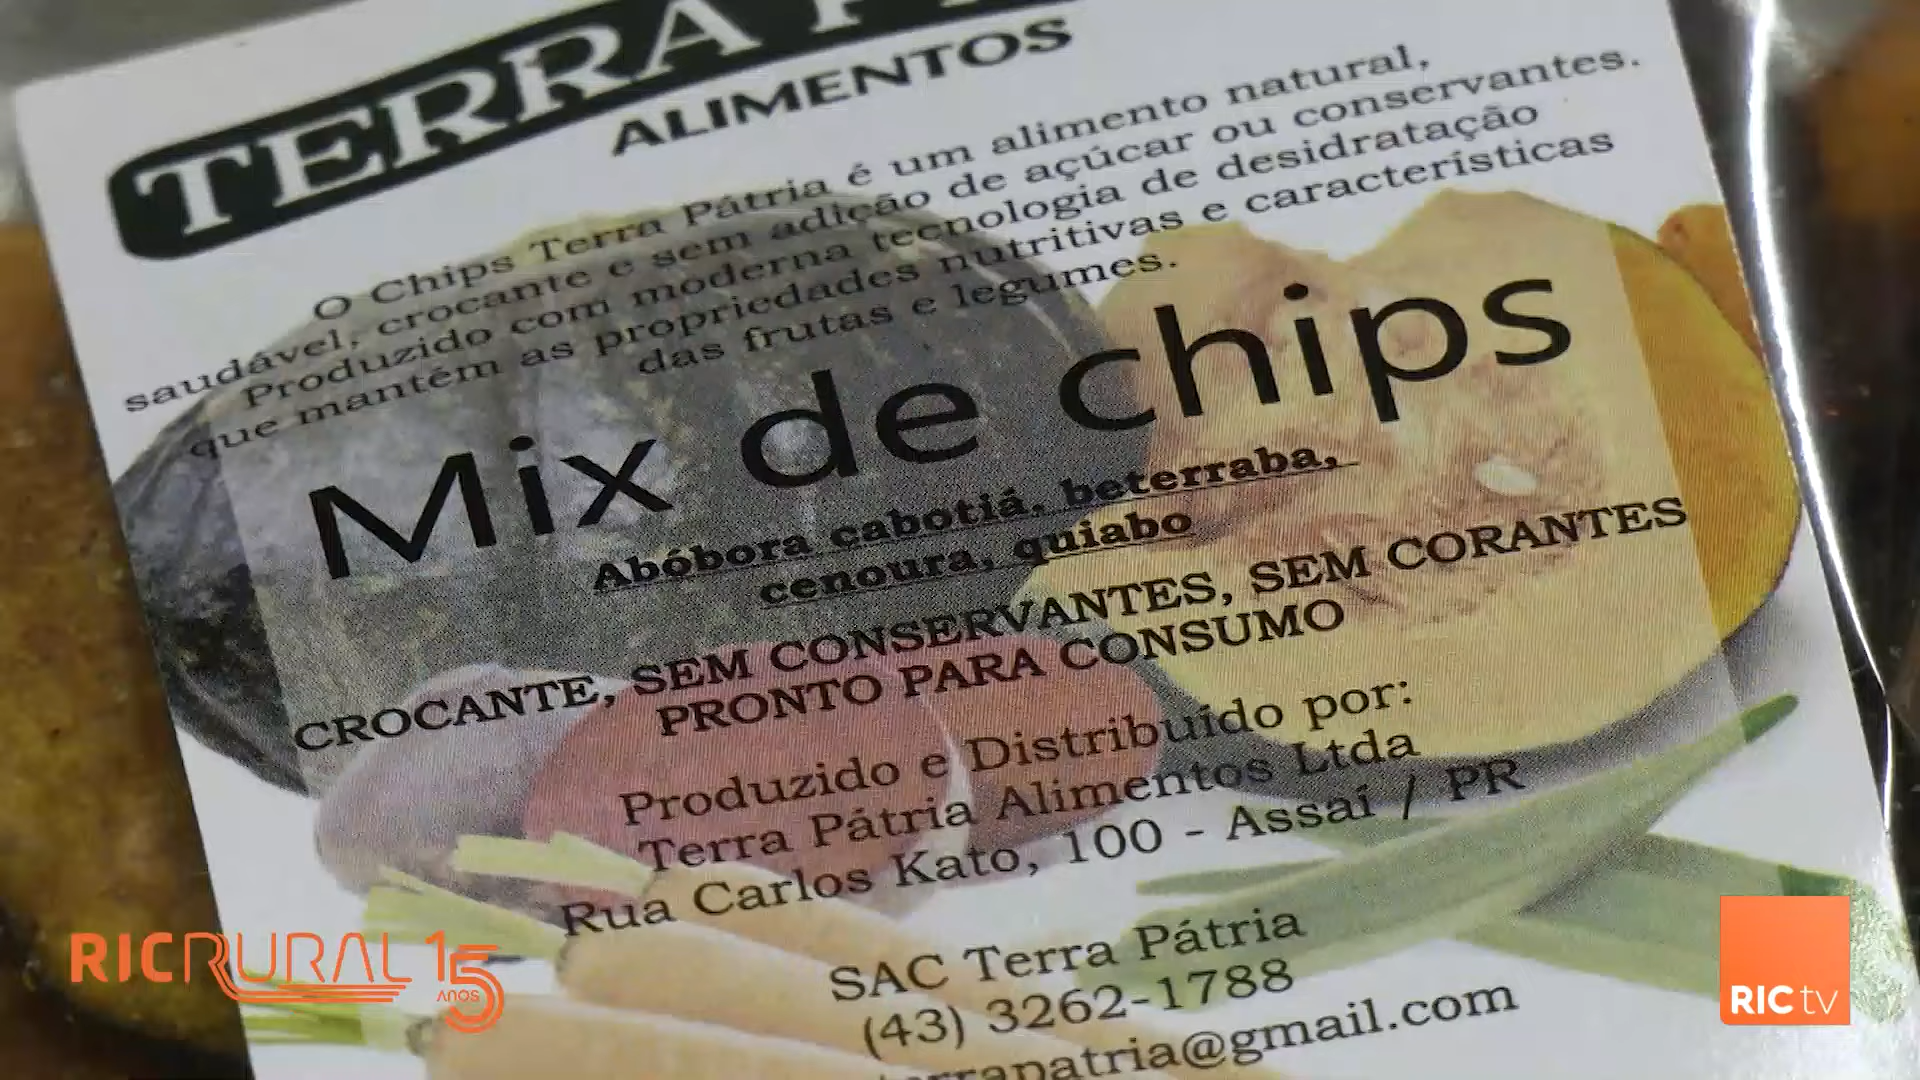 TERRA
ALIMENTOS
O Chips Terra Pátria é um alimento natural,
saudável, crocante e sem adição de açúcar ou conservantes.
Produzido com moderna tecnologia de desidratação
que mantém as propriedades nutritivas e características
das frutas e legumes.
Mix de chips
Abóbora cabotiá, beterraba,
cenoura, quiabo
CROCANTE, SEM CONSERVANTES, SEM CORANTES
PRONTO PARA CONSUMO
Produzido e Distribuído por:
Terra Pátria Alimentos Ltda
Rua Carlos Kato, 100 - Assaí / PR
SAC Terra Pátria
(43) 3262-1788
rrapatria@gmail.com
RICRURAL 15
ANOS
RIC tv